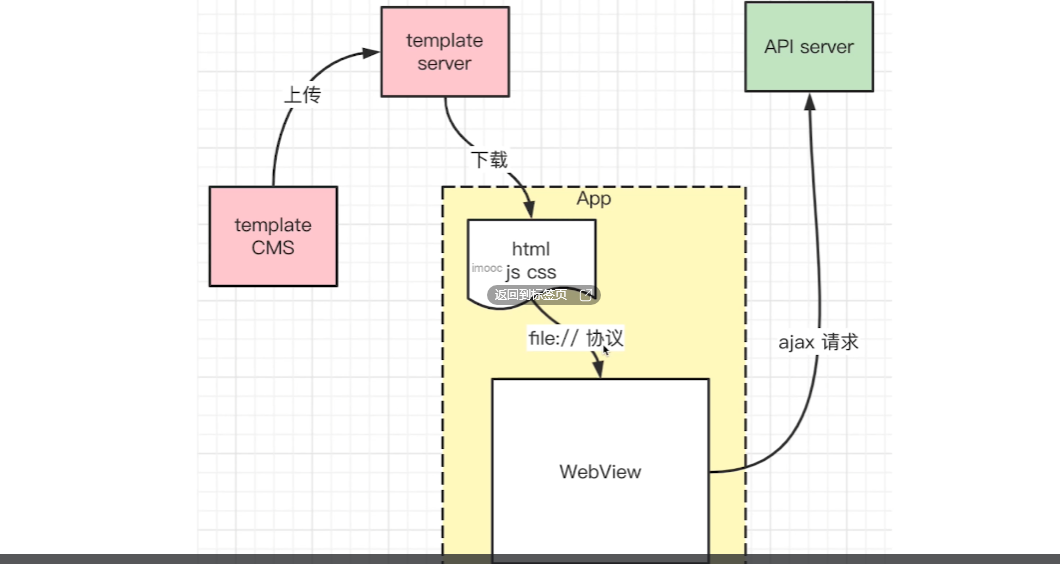 template
server
API server
上传
下载
template
CMS
App
html
imooc
js css
返回到标签页
file:// 协议
ajax 请求
WebView